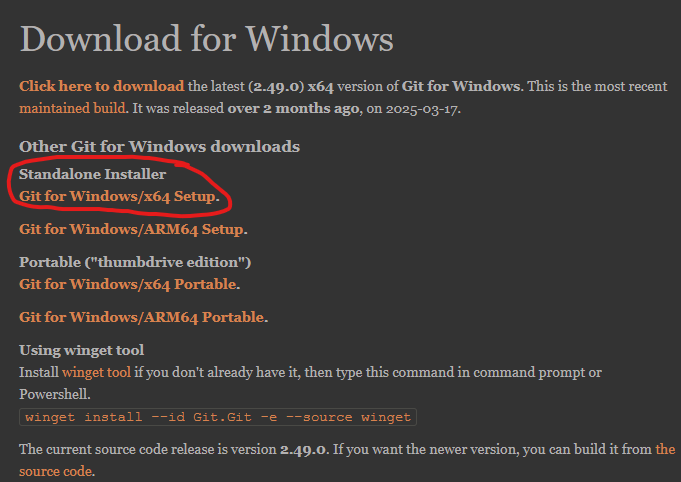 Download for Windows
Click here to download the latest (2.49.0) x64 version of Git for Windows. This is the most recent
maintained build. It was released over 2 months ago, on 2025-03-17.
Other Git for Windows downloads
Standalone Installer
Git for Windows/x64 Setup.
Git for Windows/ARM64 Setup.
Portable ("thumbdrive edition")
Git for Windows/x64 Portable.
Git for Windows/ARM64 Portable.
Using winget tool
Install winget tool if you don't already have it, then type this command in command prompt or
Powershell.
winget install --id Git.Git -e --source winget
The current source code release is version 2.49.0. If you want the newer version, you can build it from the
source code.